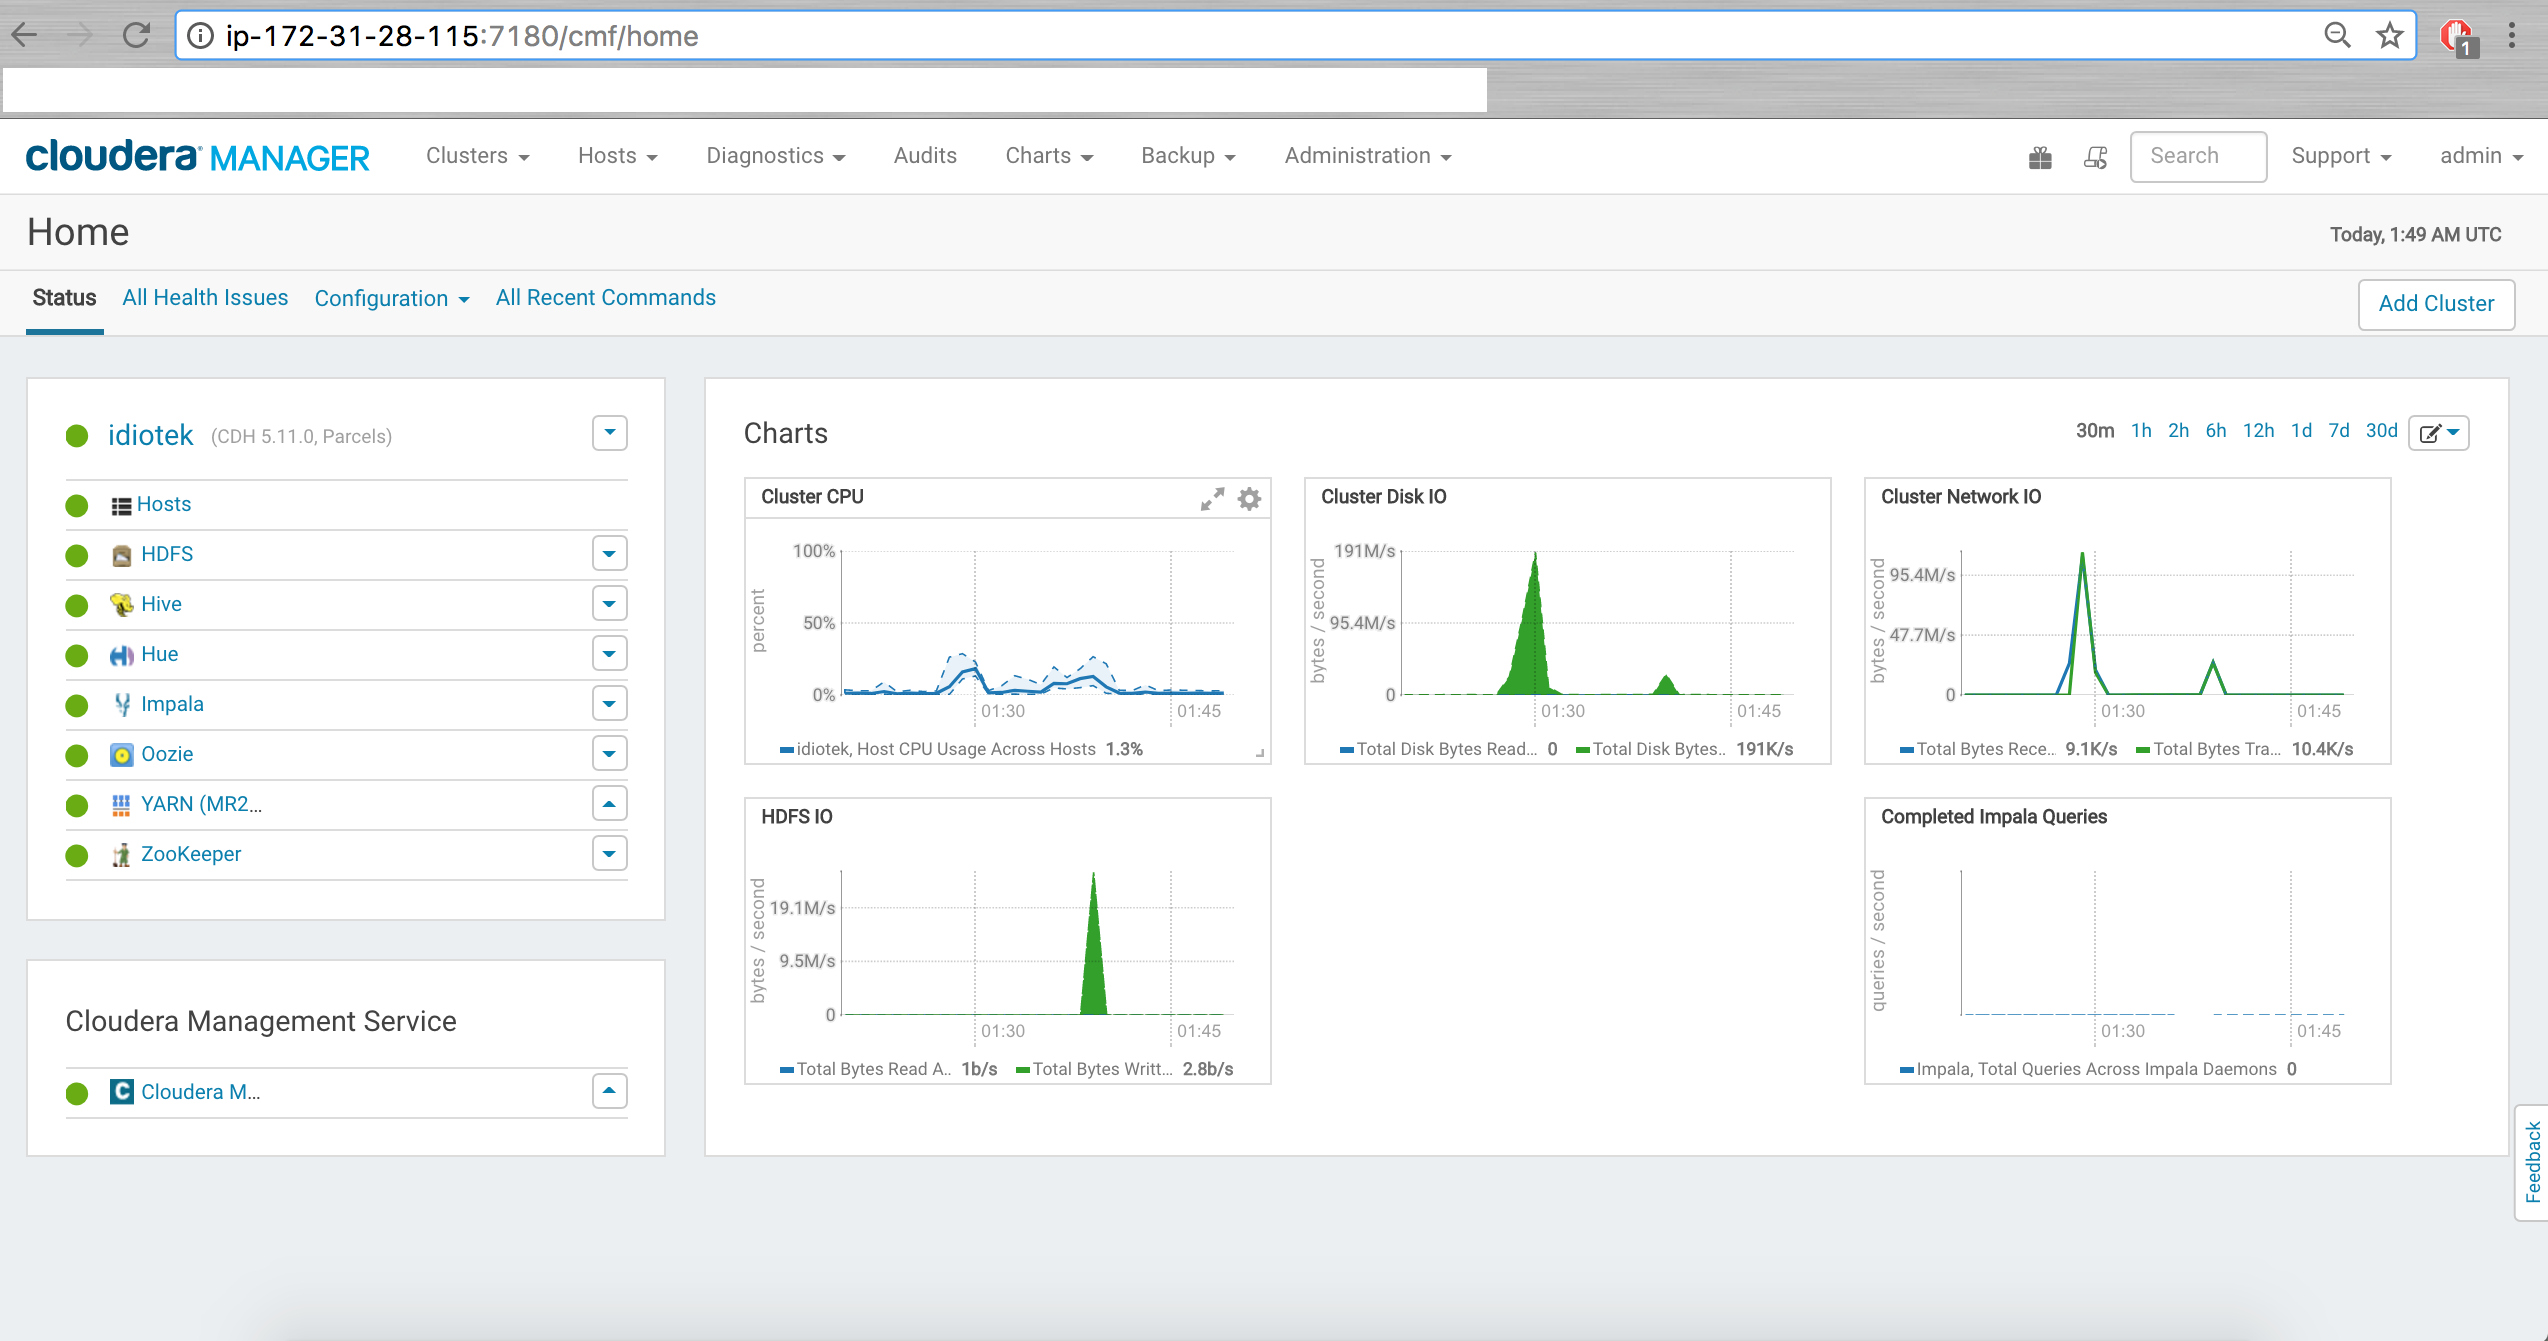 ip-172-31-28-115:7180/cmf/home
1
cloudera MANAGER Clusters Hosts Diagnostics Audits Charts Backup Administration Search Support admin
Home
Today, 1:49 AM UTC
Status All Health Issues Configuration All Recent Commands Add Cluster
idiotek (CDH 5.11.0, Parcels)
Hosts
HDFS
Hive
Hue
Impala
Oozie
YARN (MR2...
ZooKeeper
Cloudera Management Service
C Cloudera M...
Charts
30m 1h 2h 6h 12h 1d 7d 30d
Cluster CPU
percent
100%
50%
0%
01:30 01:45
idiotek, Host CPU Usage Across Hosts 1.3%
Cluster Disk IO
bytes / second
191M/s
95.4M/s
0
01:30 01:45
Total Disk Bytes Read... 0 Total Disk Bytes.. 191K/s
Cluster Network IO
bytes / second
95.4M/s
47.7M/s
0
01:30 01:45
Total Bytes Rece.. 9.1K/s Total Bytes Tra... 10.4K/s
HDFS IO
bytes / second
19.1M/s
9.5M/s
0
01:30 01:45
Total Bytes Read A.. 1b/s Total Bytes Writt... 2.8b/s
Completed Impala Queries
queries / second
01:30 01:45
Impala, Total Queries Across Impala Daemons 0
Feedback